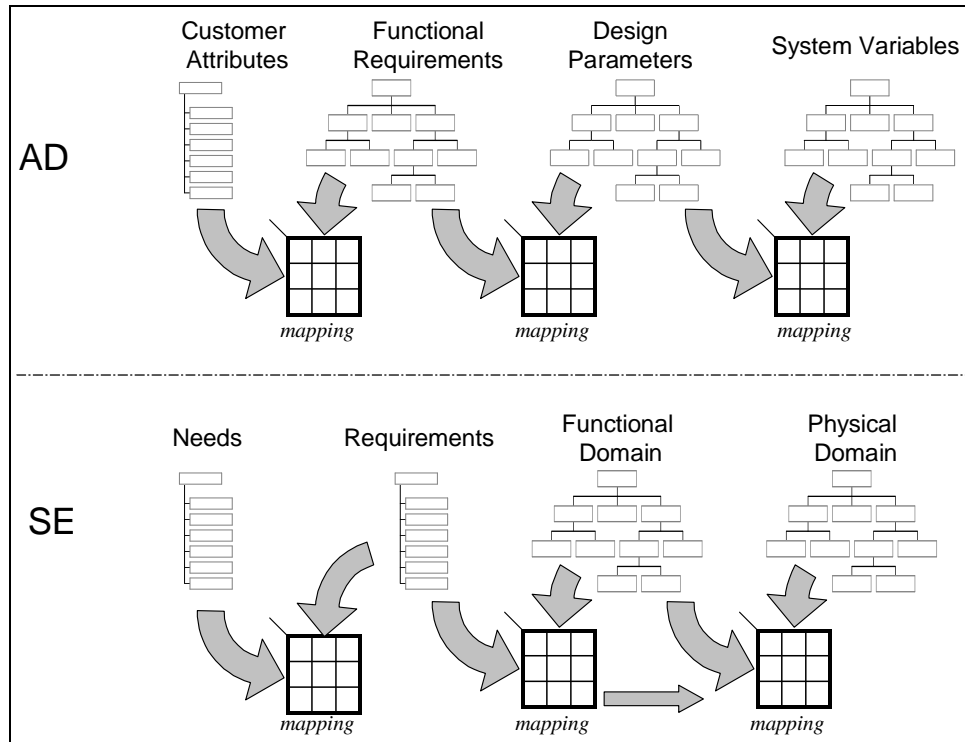 Customer
Attributes
Functional
Requirements
Design
Parameters
System Variables
AD
mapping
mapping
mapping
Needs
Requirements
Functional
Domain
Physical
Domain
SE
mapping
mapping
mapping